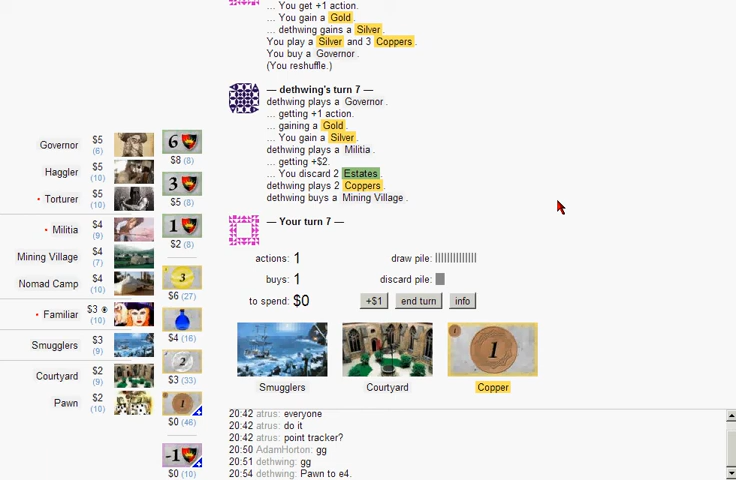 ... You get +1 action.
... You gain a Gold.
... dethwing gains a Silver.
You play a Silver and 3 Coppers.
You buy a Governor.
(You reshuffle.)
— dethwing's turn 7 —
dethwing plays a Governor.
... getting +1 action.
... gaining a Gold.
... You gain a Silver.
dethwing plays a Militia.
... getting +$2.
... You discard 2 Estates.
dethwing plays 2 Coppers.
dethwing buys a Mining Village.
— Your turn 7 —
actions: 1
draw pile:
buys: 1
discard pile:
to spend: $0
+$1 end turn info
Smugglers Courtyard 1 1 Copper
Governor $5 (6)
Haggler $5 (10)
Torturer $5 (10)
Militia $4 (9)
Mining Village $4 (7)
Nomad Camp $4 (10)
Familiar $3 (10)
Smugglers $3 (9)
Courtyard $2 (9)
Pawn $2 (10)
6 $8 (8)
3 $5 (8)
1 $2 (8)
3 $6 (27)
$4 (16)
2 $3 (33)
1 $0 (46)
-1 $0 (10)
20:42 atrus: everyone
20:42 atrus: do it
20:42 atrus: point tracker?
20:50 AdamHorton: gg
20:51 dethwing: gg
20:54 dethwing: Pawn to e4.